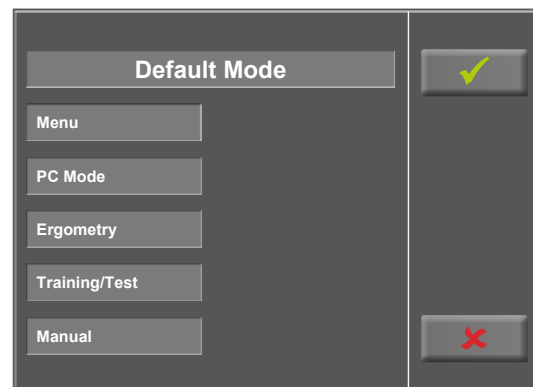 Default Mode
Menu
PC Mode
Ergometry
Training/Test
Manual